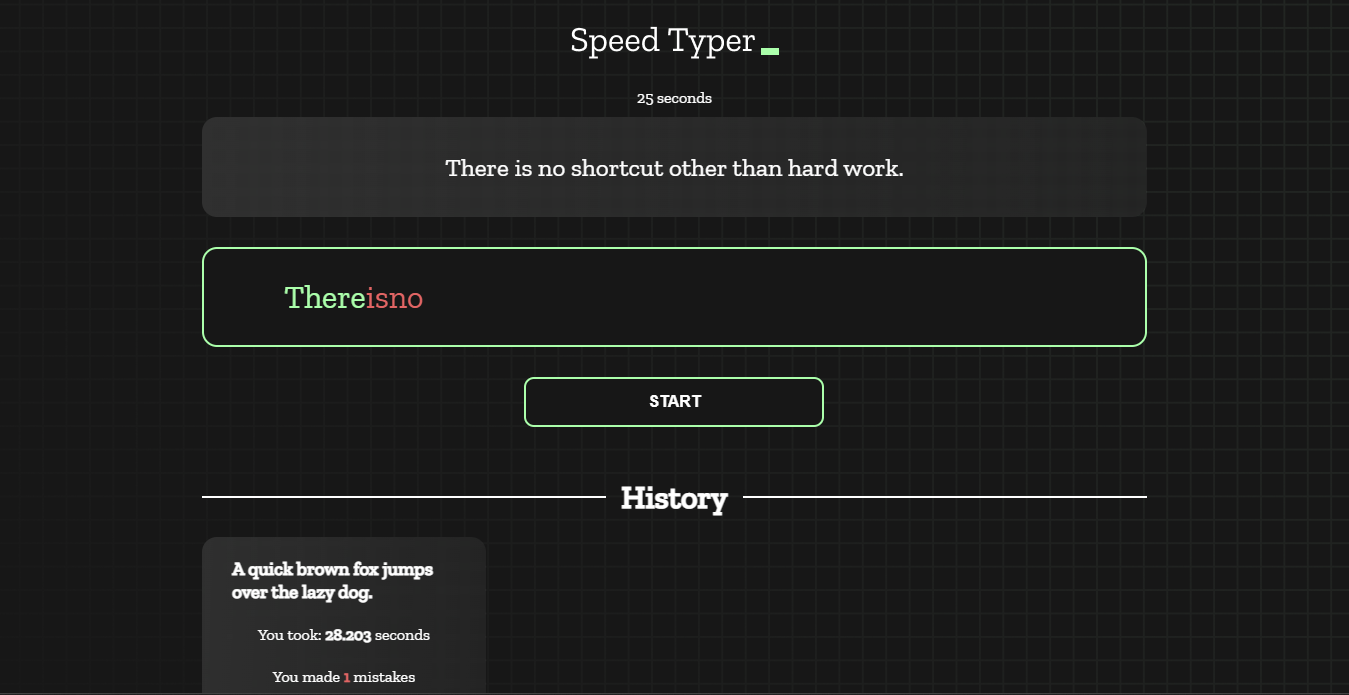 Speed Typer
25 seconds
There is no shortcut other than hard work.
Thereisno
START
History
A quick brown fox jumps
over the lazy dog.
You took: 28.203 seconds
You made 1 mistakes